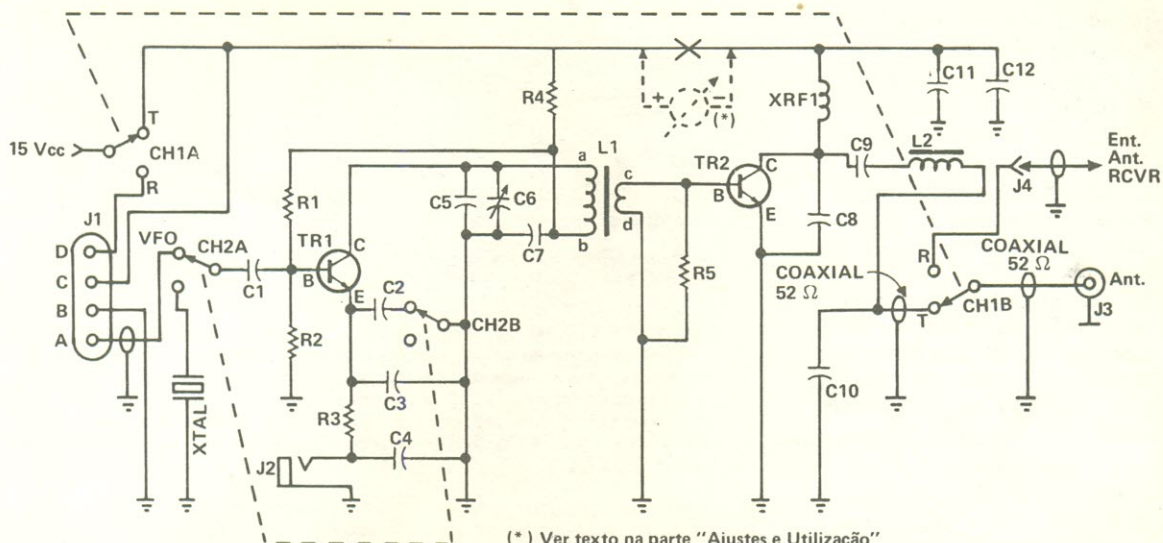 T
15 Vcc
CH1A
R
J1
D
C
B
A
VFO
CH2A
C1
XTAL
R1
R2
R4
TR1
B
C
E
C2
CH2B
C3
R3
C4
J2
C5
C6
C7
a
b
L1
c
d
+
−
(*)
R5
TR2
B
C
E
XRF1
C8
C9
L2
C11
C12
Ent.
Ant.
RCVR
J4
COAXIAL
52 Ω
R
COAXIAL
52 Ω
T
CH1B
Ant.
J3
C10
(*) Ver texto na parte "Ajustes e Utilização"